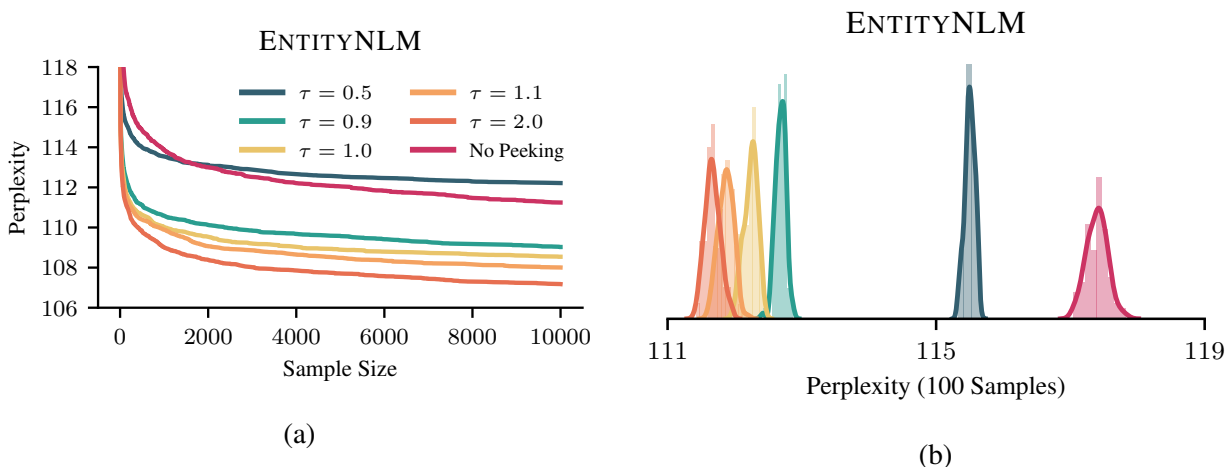 ENTITYNLM
118
116
114
112
110
108
106
Perplexity
τ = 0.5
τ = 0.9
τ = 1.0
τ = 1.1
τ = 2.0
No Peeking
0
2000
4000
6000
8000
10000
Sample Size
(a)
ENTITYNLM
111
115
119
Perplexity (100 Samples)
(b)